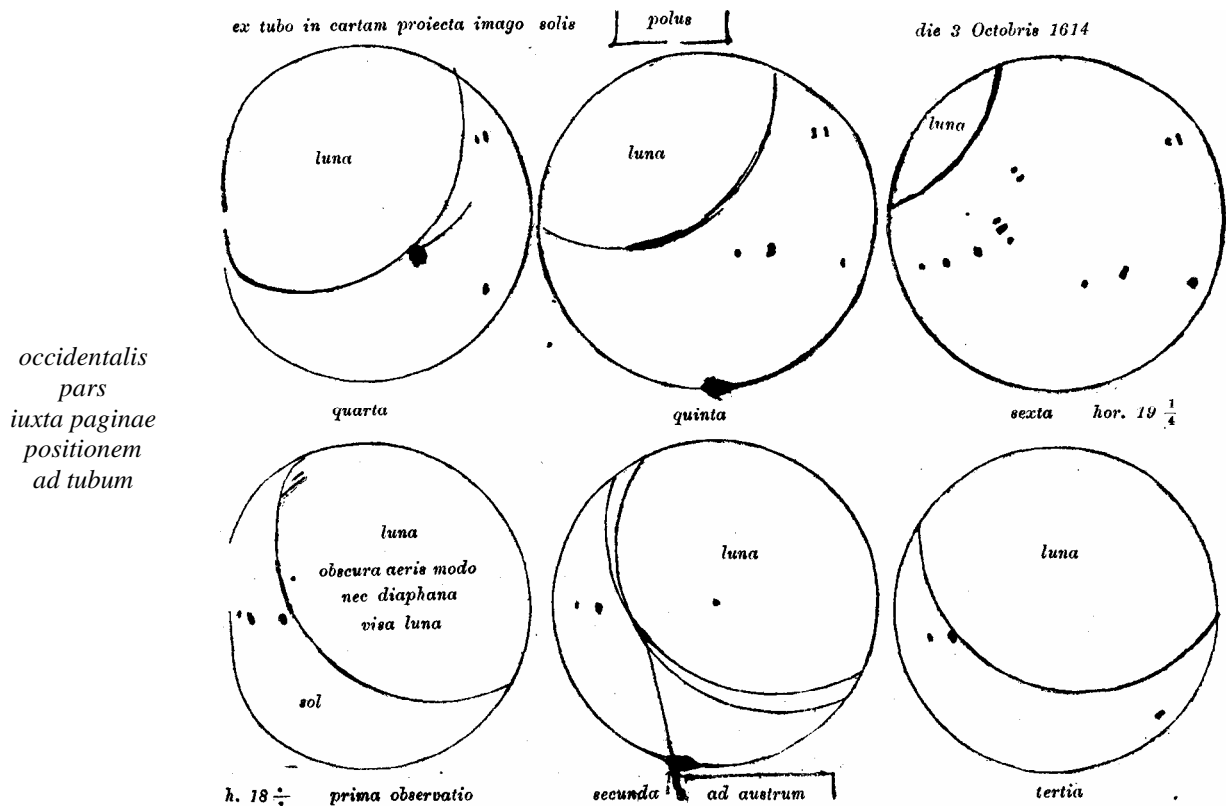 ex tubo in cartam proiecta imago solis
polus
die 3 Octobris 1614
luna
luna
luna
quarta
quinta
sexta hor. 19 1/4
occidentalis
pars
iuxta paginae
positionem
ad tubum
luna
obscura aeris modo
nec diaphana
visa luna
sol
luna
luna
h. 18
prima observatio
secunda
ad austrum
tertia